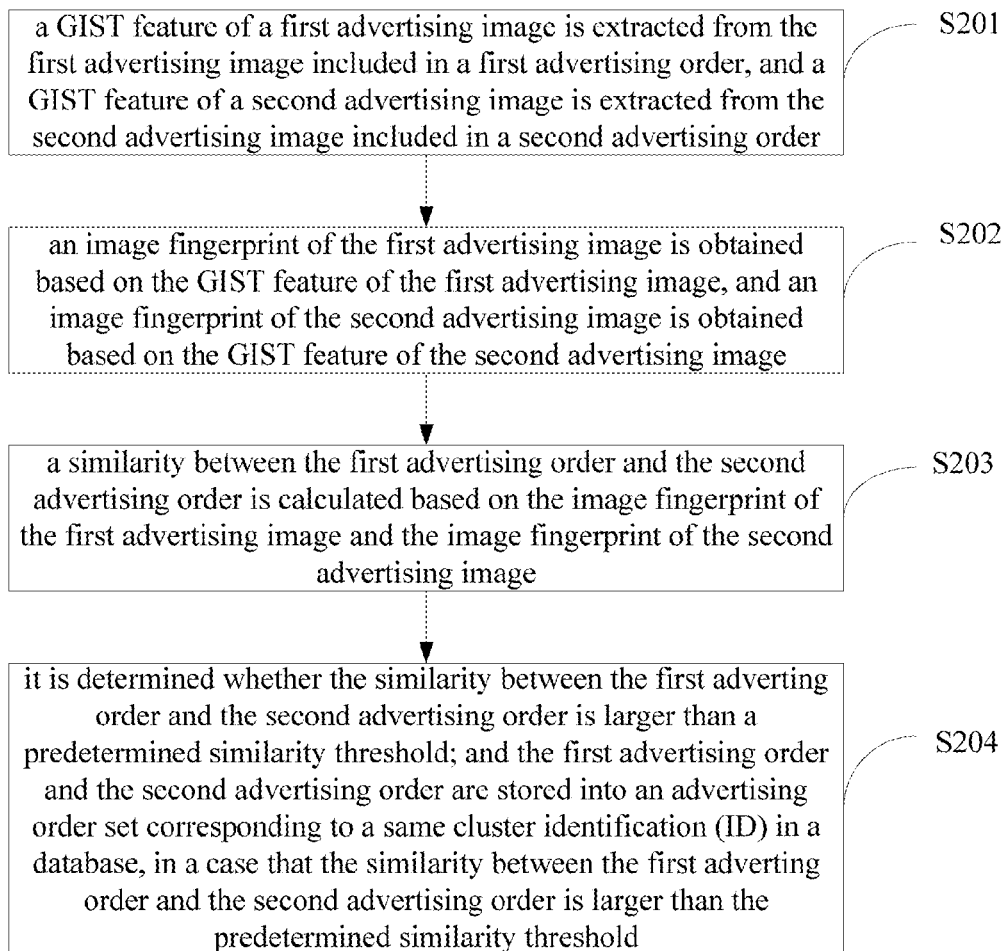 a GIST feature of a first advertising image is extracted from the
first advertising image included in a first advertising order, and a
GIST feature of a second advertising image is extracted from the
second advertising image included in a second advertising order
S201
an image fingerprint of the first advertising image is obtained
based on the GIST feature of the first advertising image, and an
image fingerprint of the second advertising image is obtained
based on the GIST feature of the second advertising image
S202
a similarity between the first advertising order and the second
advertising order is calculated based on the image fingerprint of
the first advertising image and the image fingerprint of the second
advertising image
S203
it is determined whether the similarity between the first adverting
order and the second advertising order is larger than a
predetermined similarity threshold; and the first advertising order
and the second advertising order are stored into an advertising
order set corresponding to a same cluster identification (ID) in a
database, in a case that the similarity between the first adverting
order and the second advertising order is larger than the
predetermined similarity threshold
S204